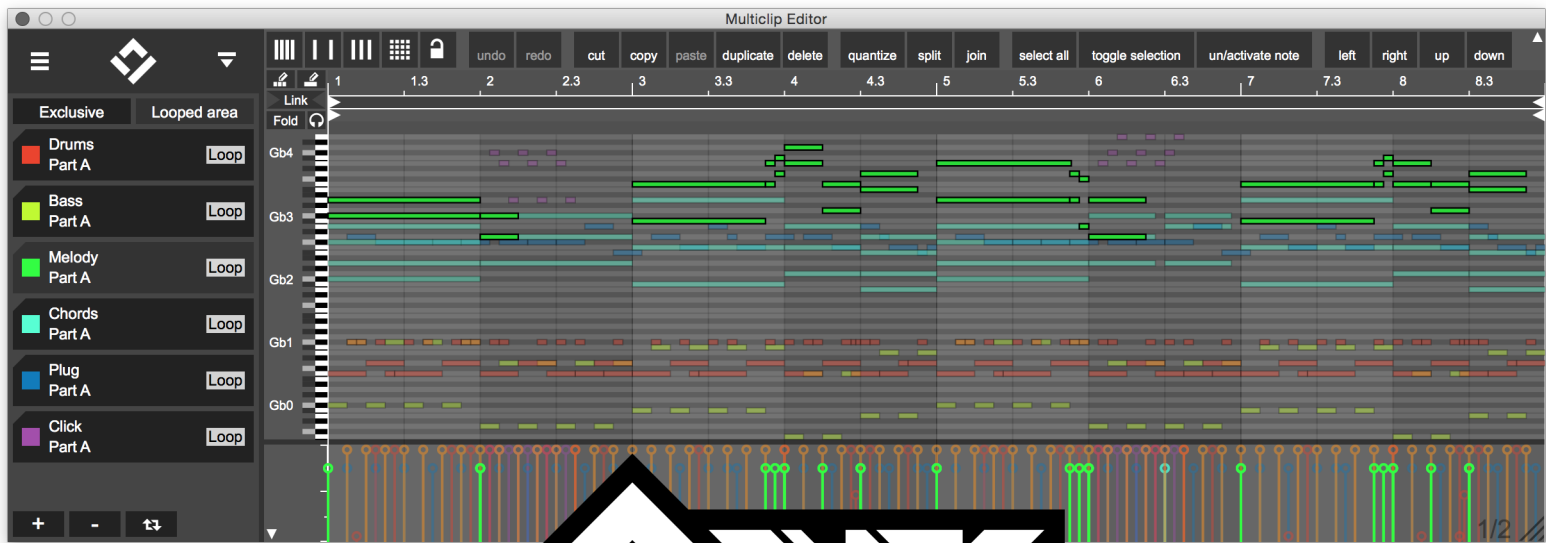 Multiclip Editor
undo redo cut copy paste duplicate delete quantize split join select all toggle selection un/activate note left right up down
1 1.3 2 2.3 3 3.3 4 4.3 5 5.3 6 6.3 7 7.3 8 8.3
Link
Exclusive Looped area
Fold
Drums
Part A
Loop
Bass
Part A
Loop
Melody
Part A
Loop
Chords
Part A
Loop
Plug
Part A
Loop
Click
Part A
Loop
+ -
Gb4
Gb3
Gb2
Gb1
Gb0
1/2